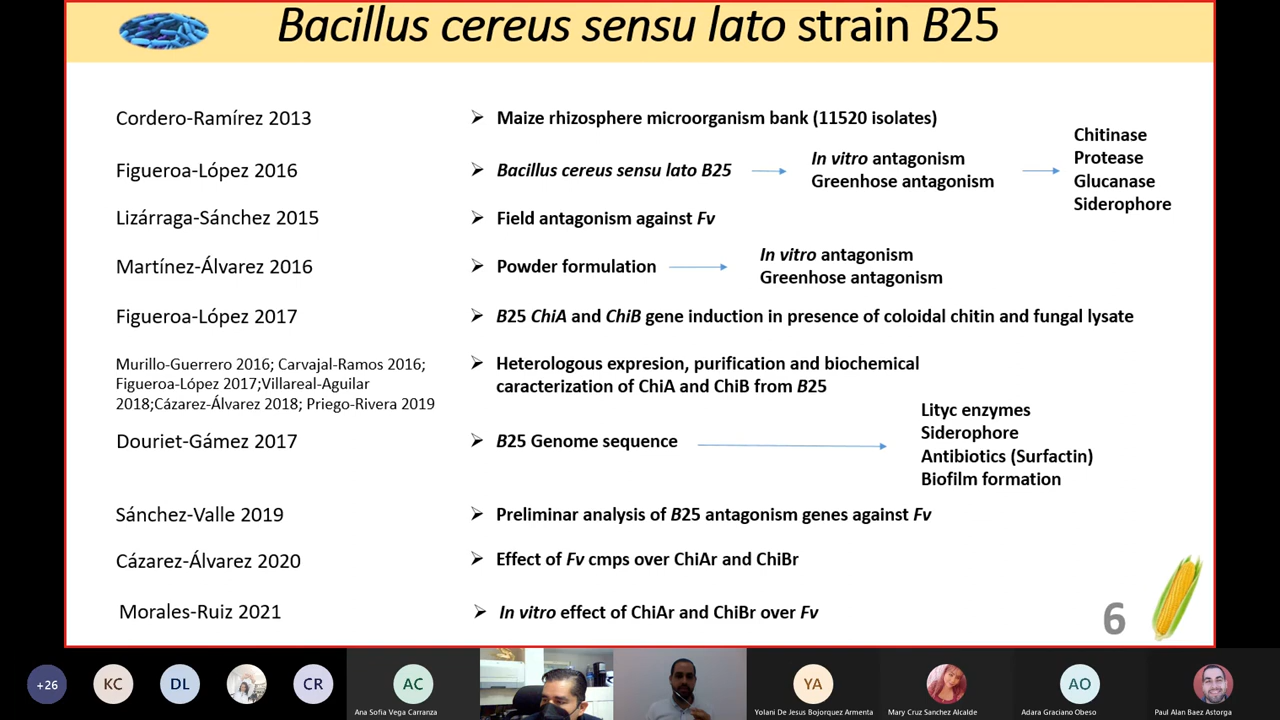 Bacillus cereus sensu lato strain B25
Cordero-Ramírez 2013
➢ Maize rhizosphere microorganism bank (11520 isolates)
Figueroa-López 2016
➢ Bacillus cereus sensu lato B25
In vitro antagonism
Greenhose antagonism
Chitinase
Protease
Glucanase
Siderophore
Lizárraga-Sánchez 2015
➢ Field antagonism against Fv
Martínez-Álvarez 2016
➢ Powder formulation
In vitro antagonism
Greenhose antagonism
Figueroa-López 2017
➢ B25 ChiA and ChiB gene induction in presence of coloidal chitin and fungal lysate
Murillo-Guerrero 2016; Carvajal-Ramos 2016;
Figueroa-López 2017;Villareal-Aguilar
2018;Cázarez-Álvarez 2018; Priego-Rivera 2019
➢ Heterologous expresion, purification and biochemical
caracterization of ChiA and ChiB from B25
Douriet-Gámez 2017
➢ B25 Genome sequence
Lityc enzymes
Siderophore
Antibiotics (Surfactin)
Biofilm formation
Sánchez-Valle 2019
➢ Preliminar analysis of B25 antagonism genes against Fv
Cázarez-Álvarez 2020
➢ Effect of Fv cmps over ChiAr and ChiBr
Morales-Ruiz 2021
➢ In vitro effect of ChiAr and ChiBr over Fv
6
+26
KC
DL
CR
AC
Ana Sofia Vega Carranza
YA
Yolani De Jesus Bojorquez Armenta
Mary Cruz Sanchez Alcalde
AO
Adara Graciano Obeso
Paul Alan Baez Astorga